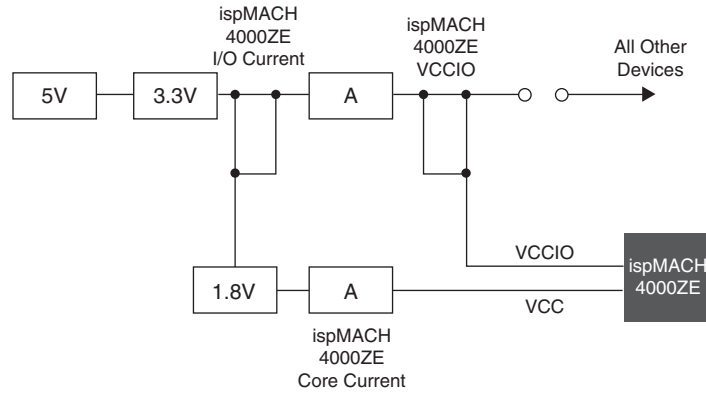 ispMACH
4000ZE
I/O Current
ispMACH
4000ZE
VCCIO
All Other
Devices
5V
3.3V
A
VCCIO
ispMACH
4000ZE
1.8V
A
VCC
ispMACH
4000ZE
Core Current